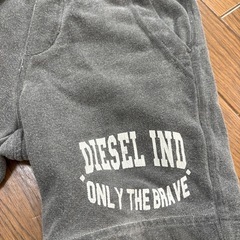 DIESEL IND
"ONLY THE BRAVE"